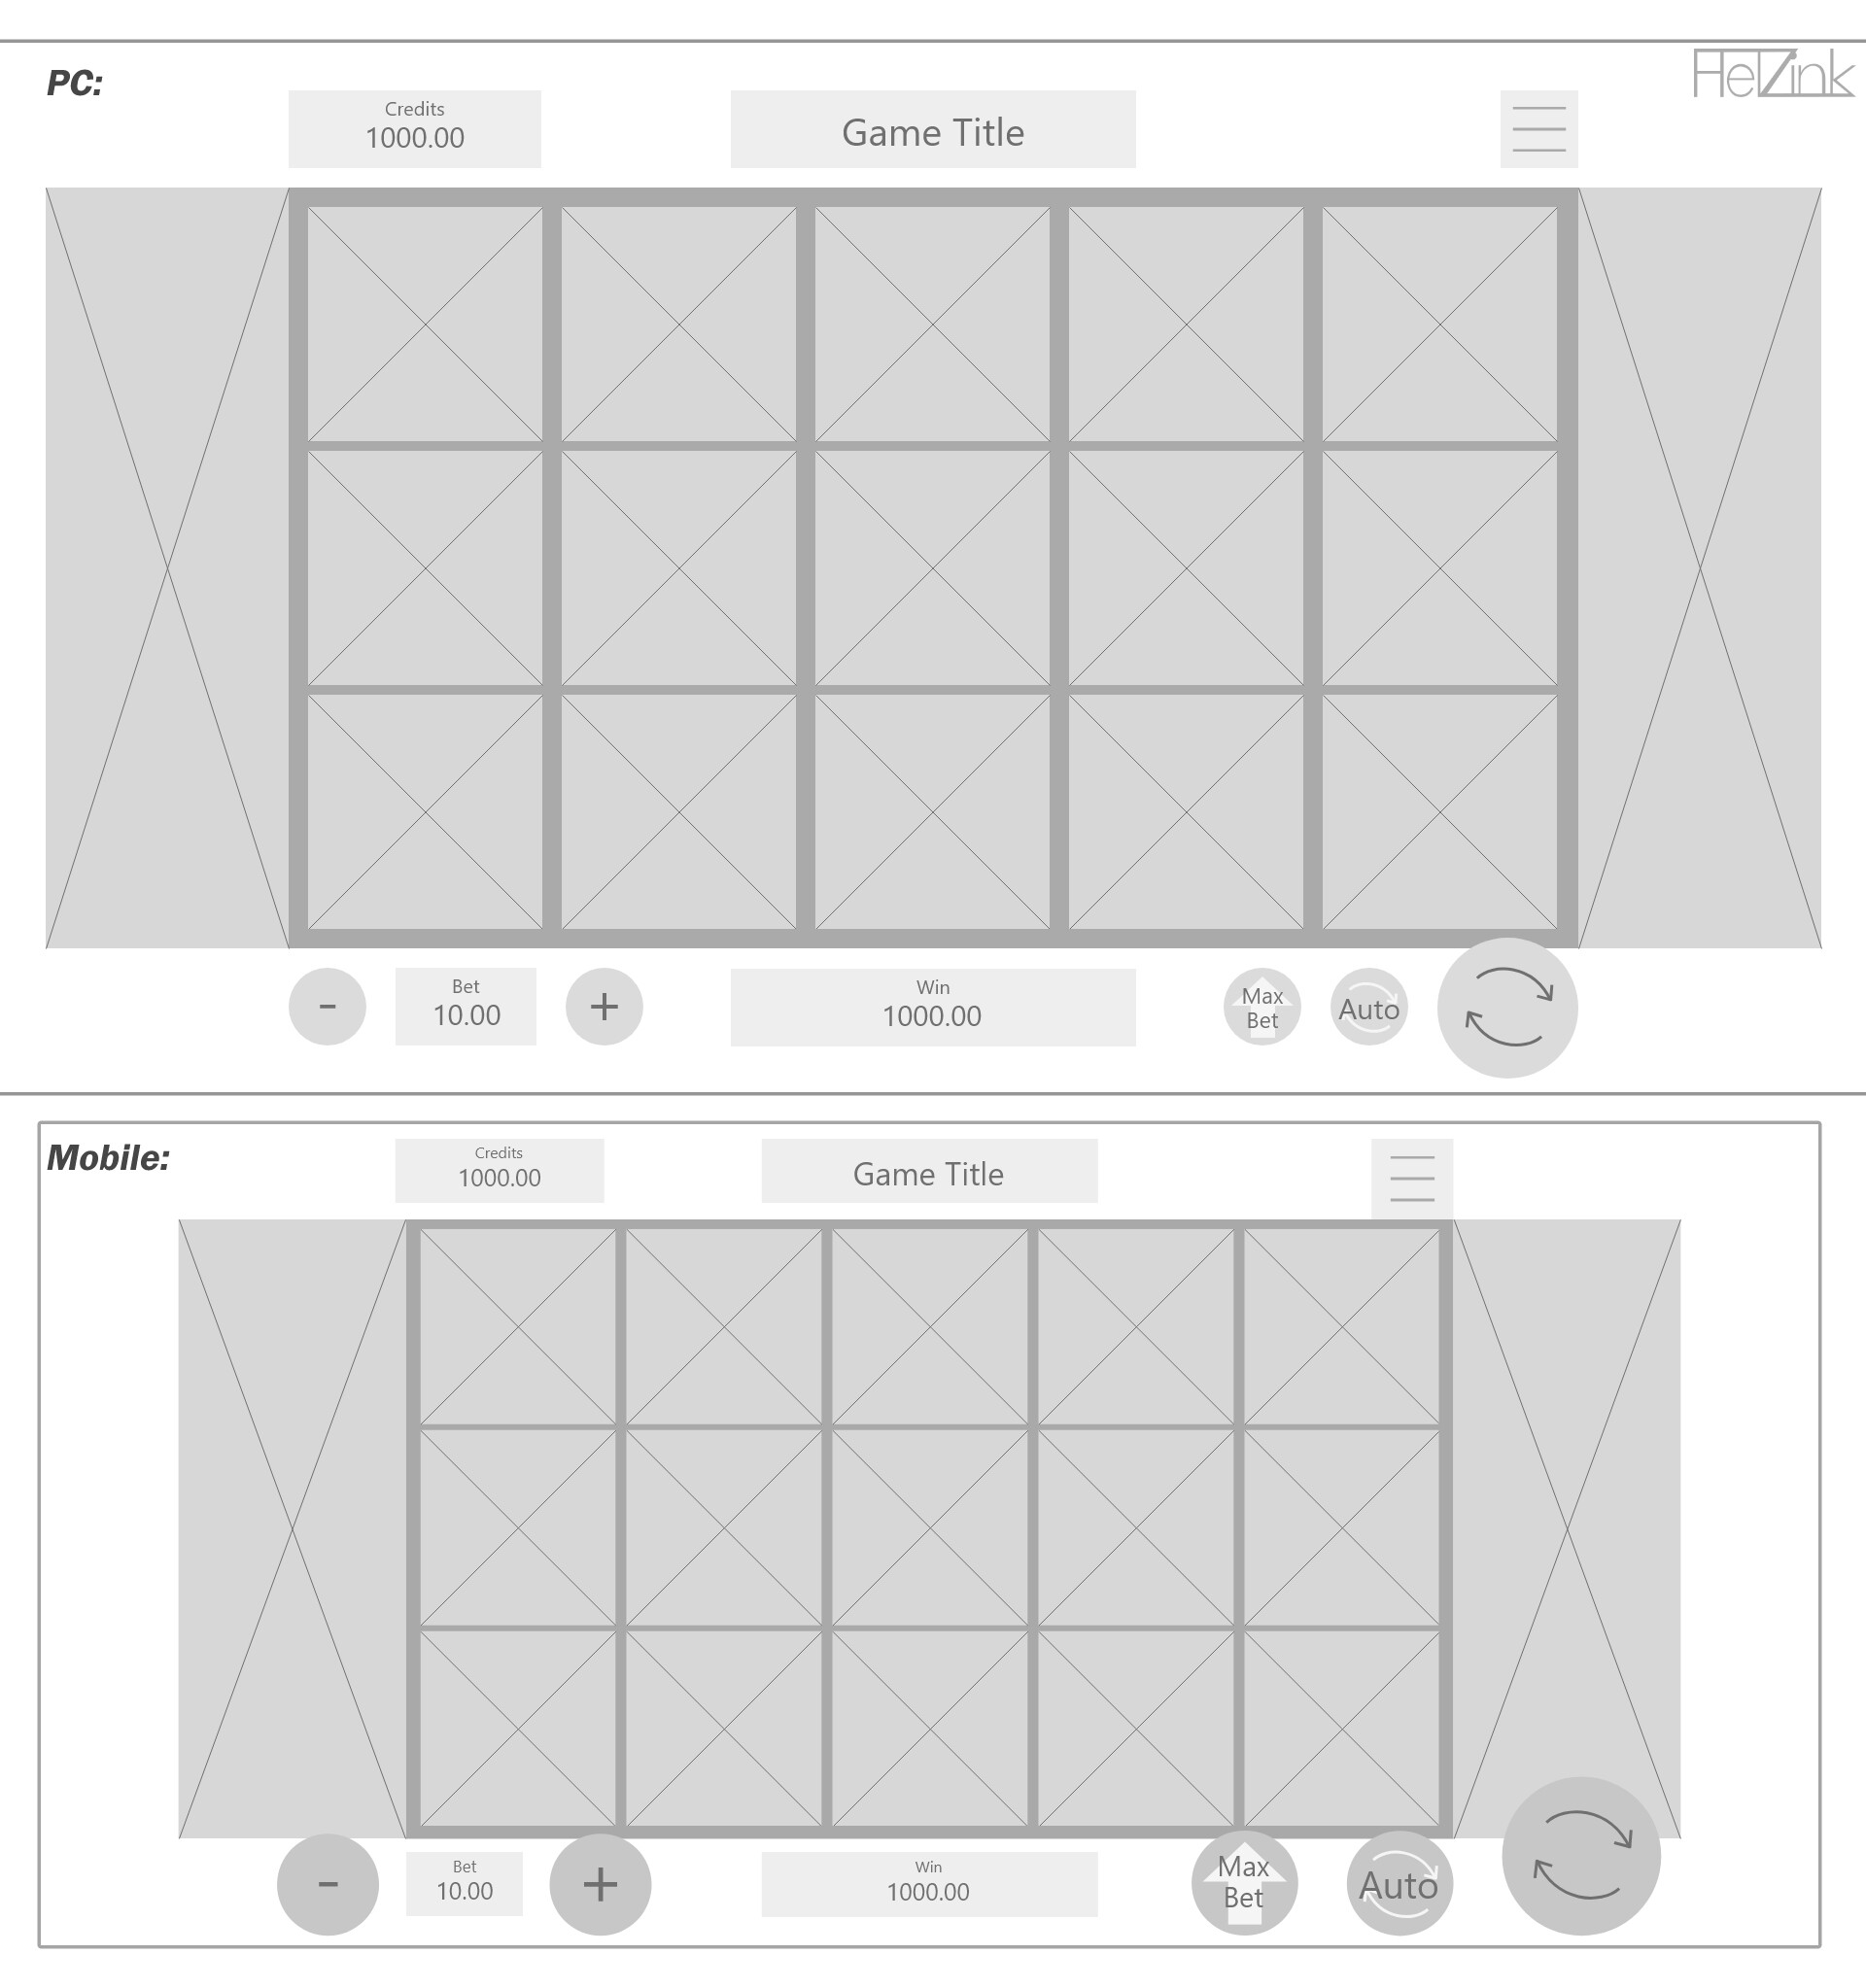 PC:
HelZink
Credits
1000.00
Game Title
-
Bet
10.00
+
Win
1000.00
Max
Bet
Auto
Mobile:
Credits
1000.00
Game Title
-
Bet
10.00
+
Win
1000.00
Max
Bet
Auto